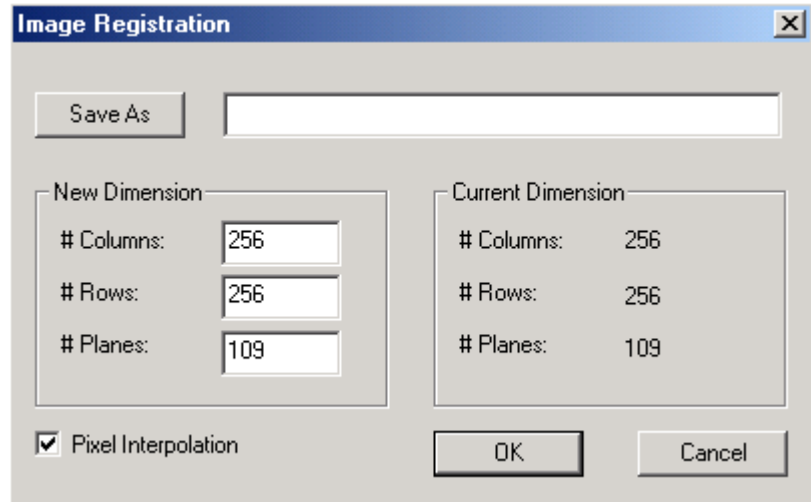 Image Registration
Save As
New Dimension
# Columns: 256
# Rows: 256
# Planes: 109
Current Dimension
# Columns: 256
# Rows: 256
# Planes: 109
Pixel Interpolation
OK
Cancel